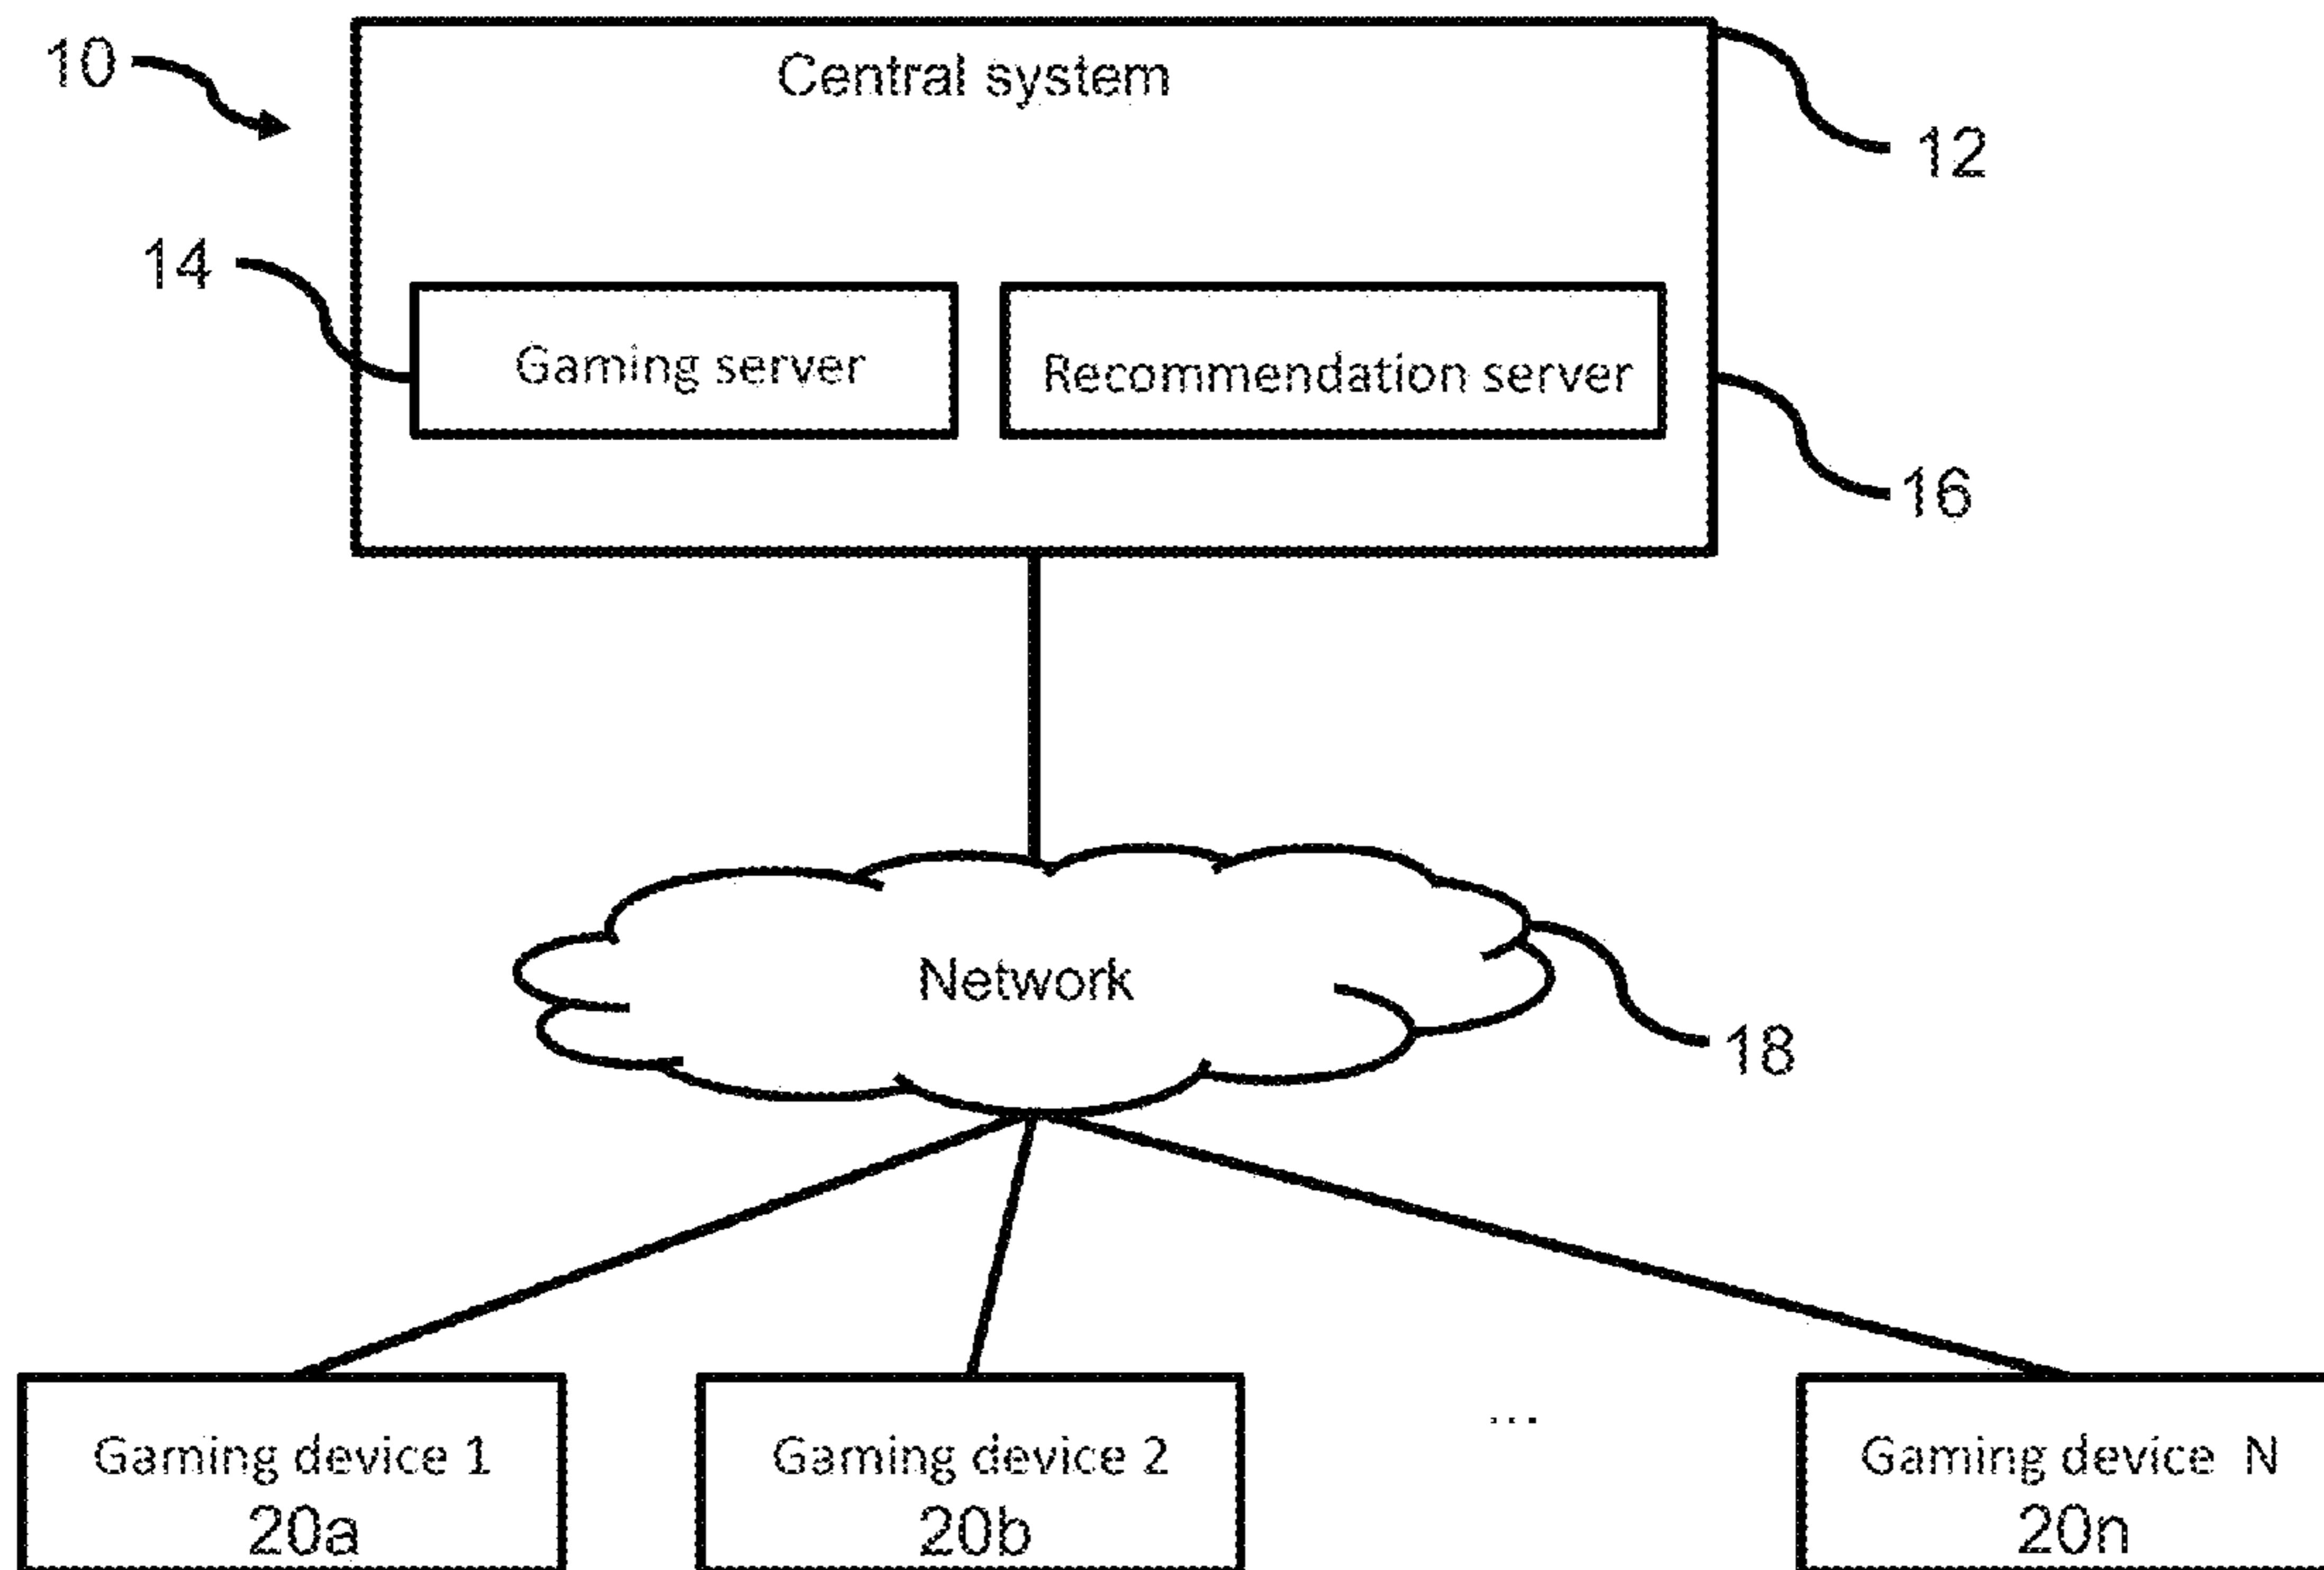 10
Central system
12
14
Gaming server
Recommendation server
16
Network
18
Gaming device 1
20a
Gaming device 2
20b
...
Gaming device N
20n